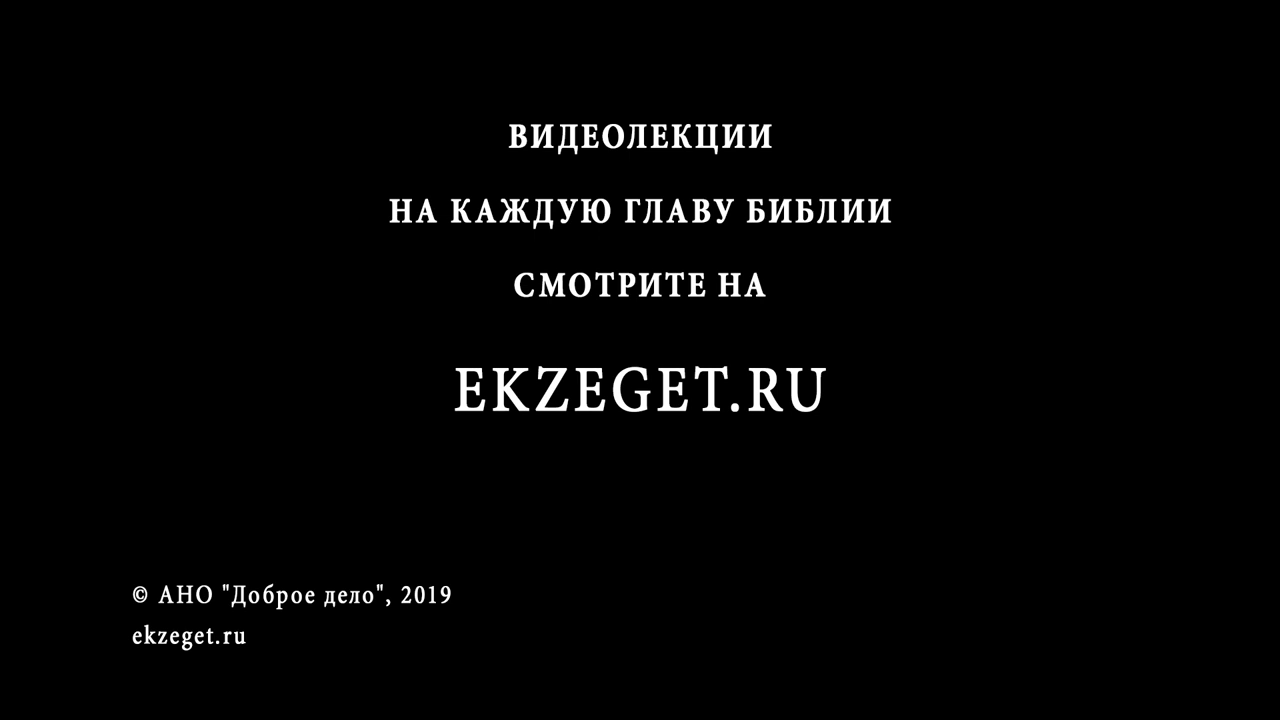 ВИДЕОЛЕКЦИИ
НА КАЖДУЮ ГЛАВУ БИБЛИИ
СМОТРИТЕ НА
EKZEGET.RU
© АНО "Доброе дело", 2019
ekzeget.ru